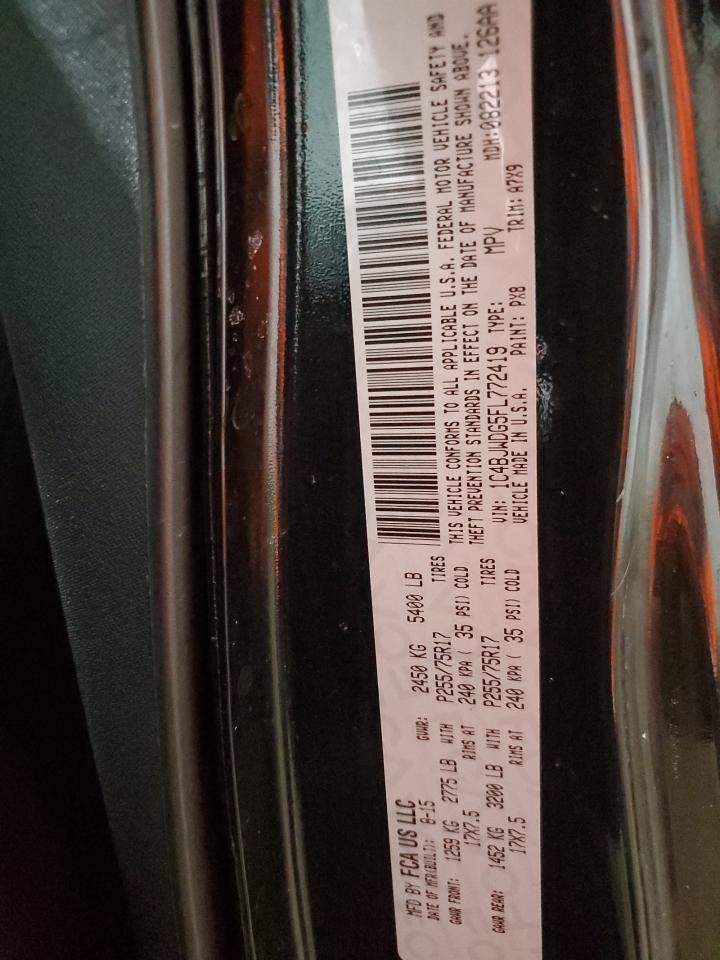 MFD BY FCA US LLC
DATE OF MFR(BUILT): 8-15 GVWR: 2450 KG 5400 LB
GAWR FRONT: 1259 KG 2775 LB WITH P255/75R17 TIRES
17X7.5 RIMS AT 240 KPA ( 35 PSI) COLD
GAWR REAR: 1452 KG 3200 LB WITH P255/75R17 TIRES
17X7.5 RIMS AT 240 KPA ( 35 PSI) COLD
THIS VEHICLE CONFORMS TO ALL APPLICABLE U.S.A. FEDERAL MOTOR VEHICLE SAFETY AND
THEFT PREVENTION STANDARDS IN EFFECT ON THE DATE OF MANUFACTURE SHOWN ABOVE.
VIN: 1C4BJWDG5FL772419 TYPE: MPV MDH:082213 126AA
VEHICLE MADE IN U.S.A. PAINT: PX8 TRIM: A7X9